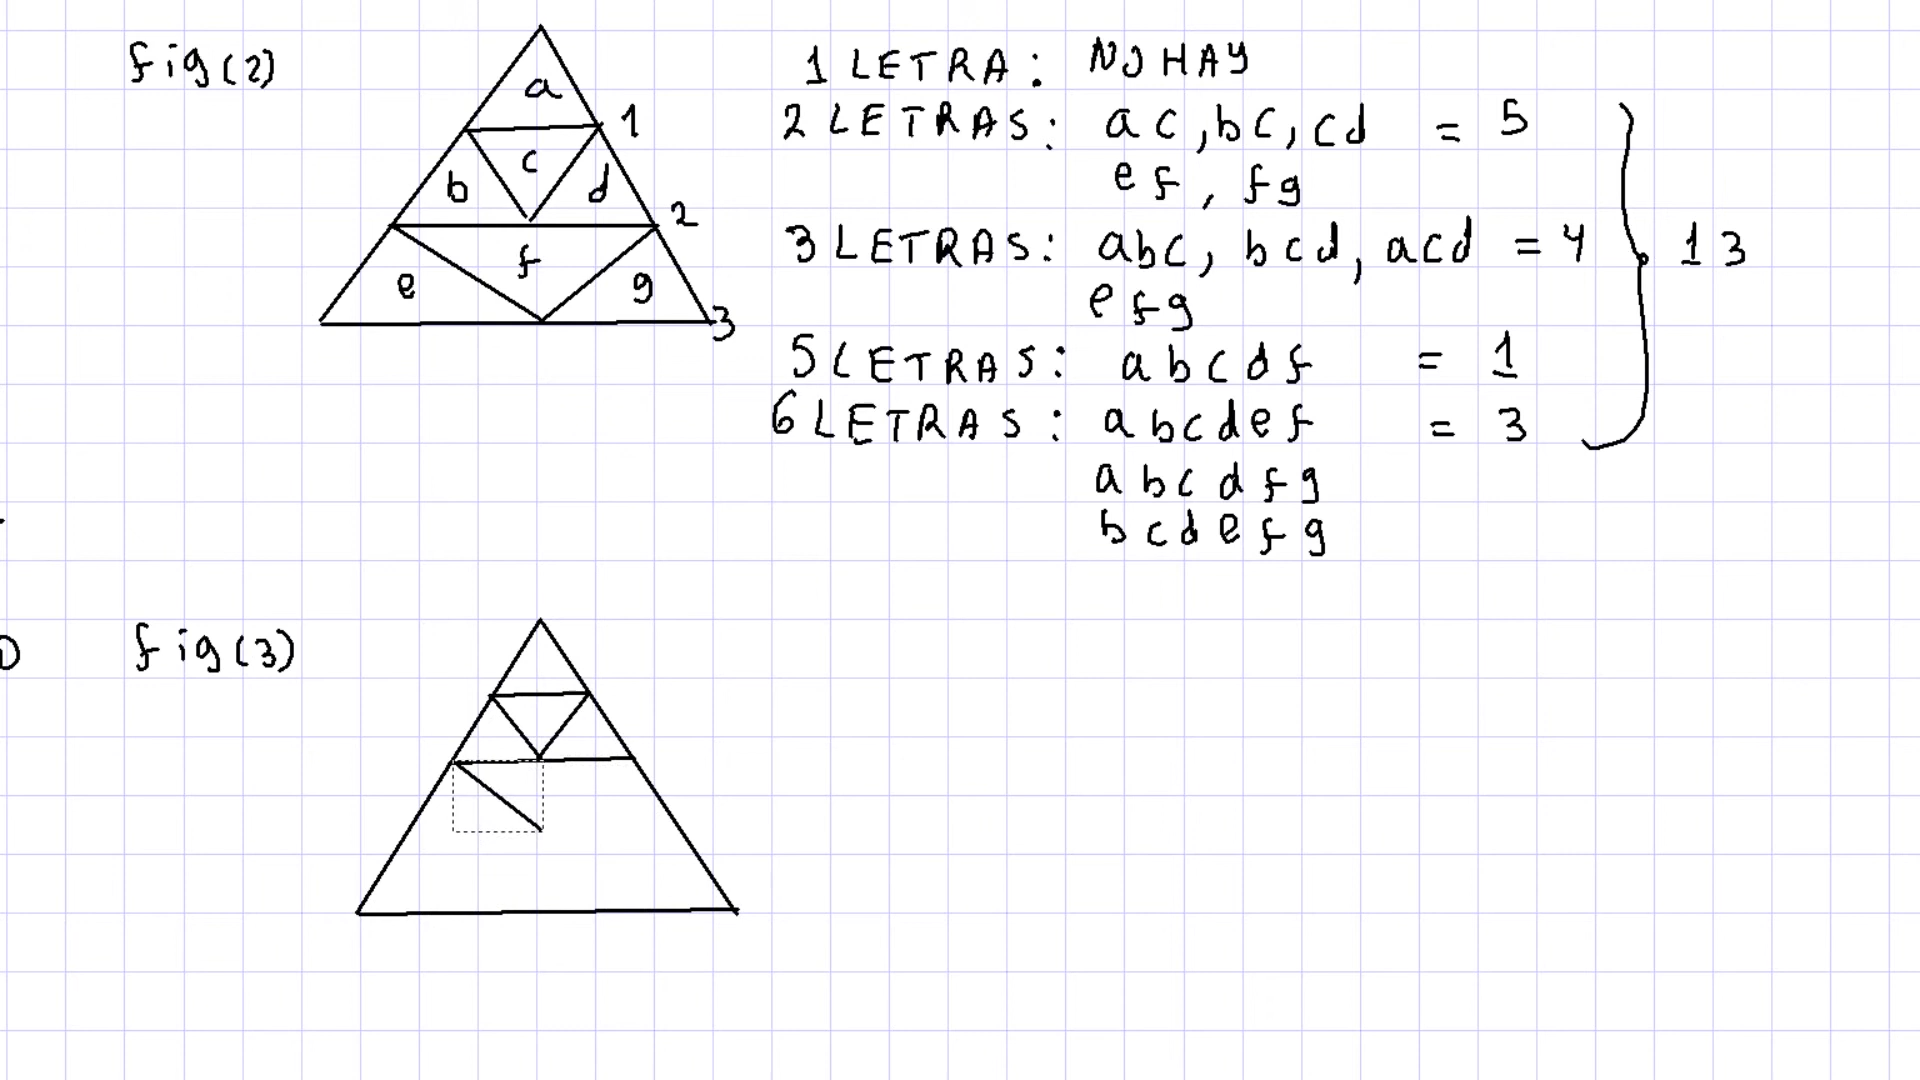 fig(2)
a
1
c
b
d
2
f
e
g
3
1 LETRA: NO HAY
2 LETRAS: ac, bc, cd = 5
ef, fg
3 LETRAS: abc, bcd, acd = 4
efg
13
5 LETRAS: abcdf = 1
6 LETRAS: abcdef = 3
abcdfg
bcdefg
fig(3)